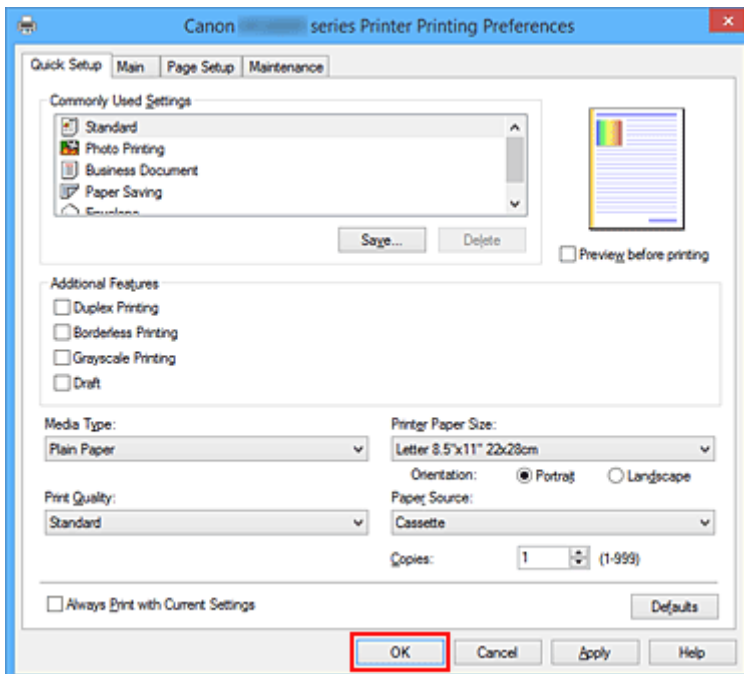 Canon series Printer Printing Preferences
Quick Setup Main Page Setup Maintenance
Commonly Used Settings
Standard
Photo Printing
Business Document
Paper Saving
Envelope
Save... Delete
Preview before printing
Additional Features
Duplex Printing
Borderless Printing
Grayscale Printing
Draft
Media Type:
Plain Paper
Printer Paper Size:
Letter 8.5"x11" 22x28cm
Orientation: Portrait Landscape
Print Quality:
Standard
Paper Source:
Cassette
Copies: 1 (1-999)
Always Print with Current Settings
Defaults
OK Cancel Apply Help